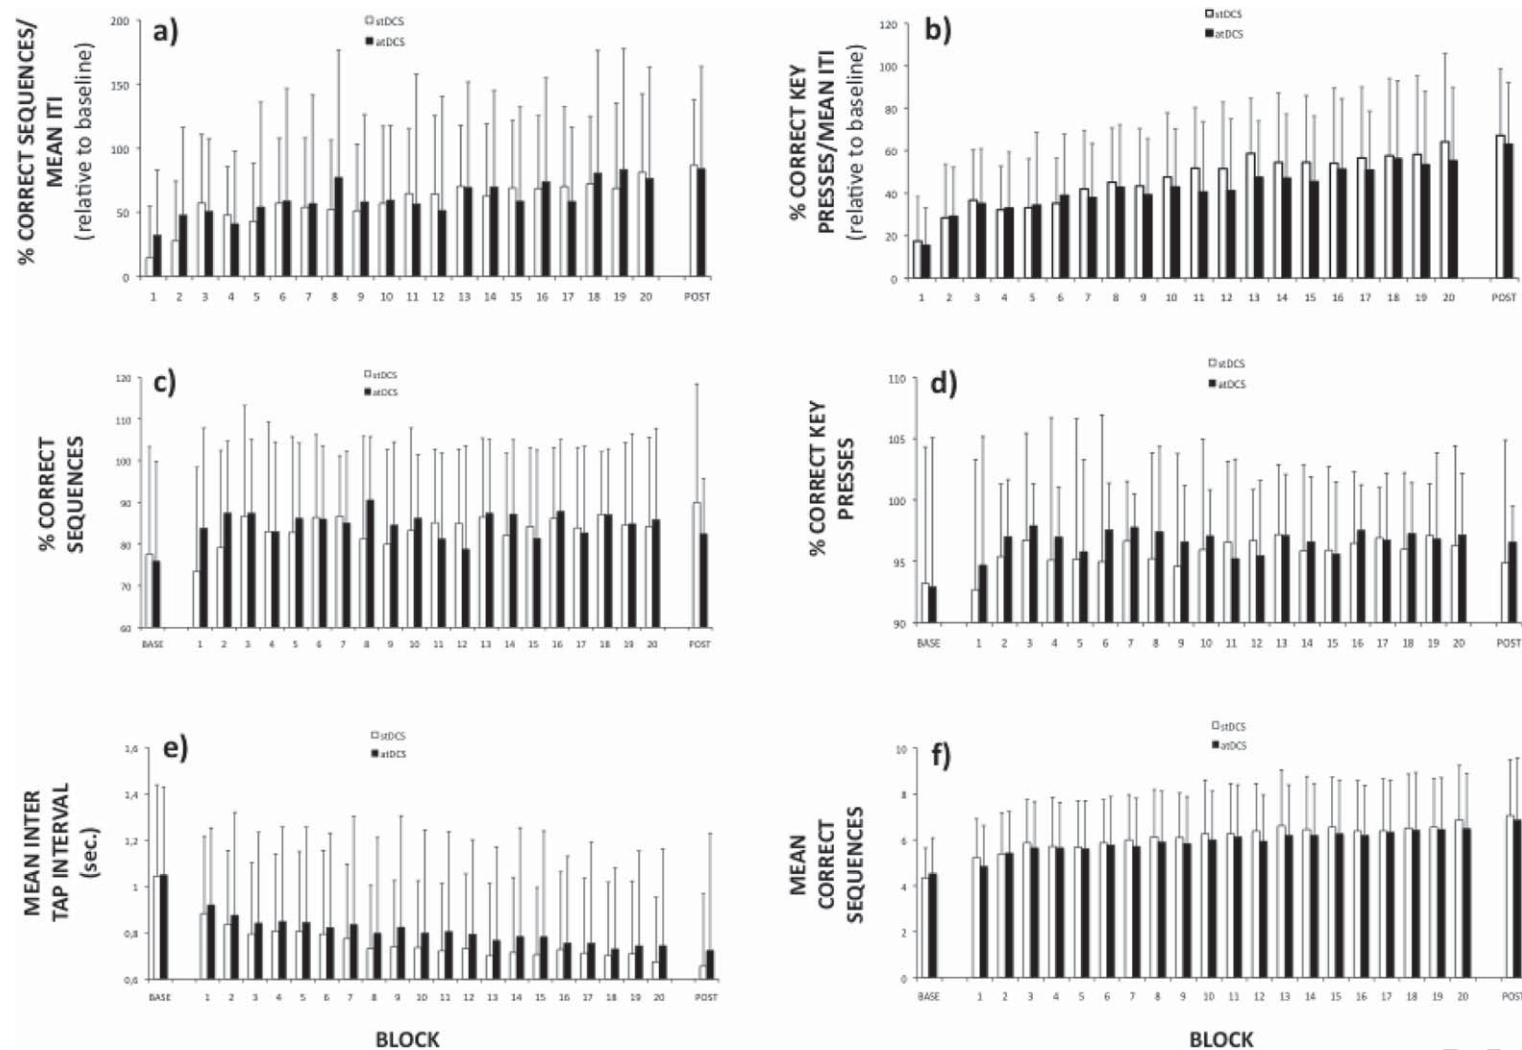 a)
stDCS
atDCS
% CORRECT SEQUENCES/
MEAN ITI
(relative to baseline)
200
150
100
50
0
1 2 3 4 5 6 7 8 9 10 11 12 13 14 15 16 17 18 19 20 POST
b)
stDCS
atDCS
% CORRECT KEY
PRESSES/MEAN ITI
(relative to baseline)
120
100
80
60
40
20
0
1 2 3 4 5 6 7 8 9 10 11 12 13 14 15 16 17 18 19 20 POST
c)
stDCS
atDCS
% CORRECT
SEQUENCES
120
110
100
90
80
70
60
BASE 1 2 3 4 5 6 7 8 9 10 11 12 13 14 15 16 17 18 19 20 POST
d)
stDCS
atDCS
% CORRECT KEY
PRESSES
110
105
100
95
90
BASE 1 2 3 4 5 6 7 8 9 10 11 12 13 14 15 16 17 18 19 20 POST
e)
stDCS
atDCS
MEAN INTER
TAP INTERVAL
(sec.)
1,6
1,4
1,2
1
0,8
0,6
BASE 1 2 3 4 5 6 7 8 9 10 11 12 13 14 15 16 17 18 19 20 POST
BLOCK
f)
stDCS
atDCS
MEAN
CORRECT
SEQUENCES
10
8
6
4
2
0
BASE 1 2 3 4 5 6 7 8 9 10 11 12 13 14 15 16 17 18 19 20 POST
BLOCK